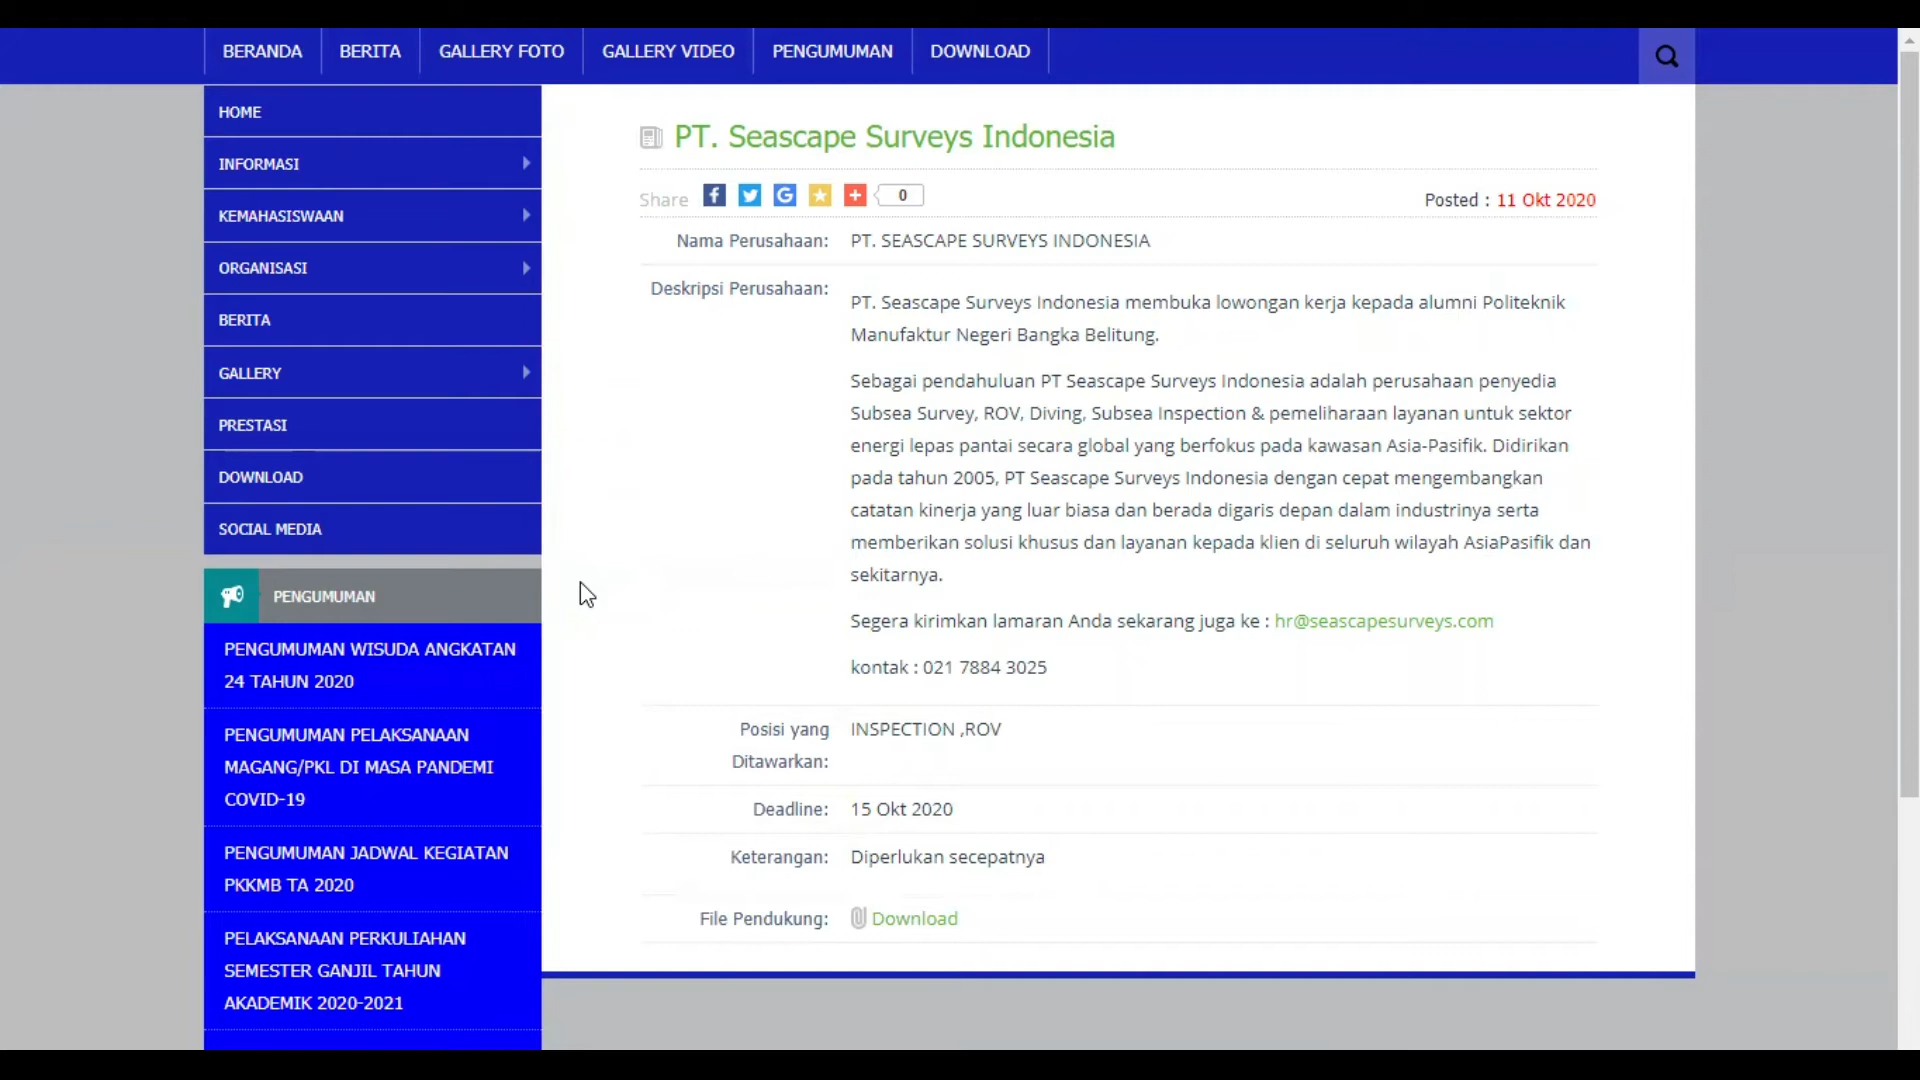 BERANDA
BERITA
GALLERY FOTO
GALLERY VIDEO
PENGUMUMAN
DOWNLOAD
HOME
INFORMASI
KEMAHASISWAAN
ORGANISASI
BERITA
GALLERY
PRESTASI
DOWNLOAD
SOCIAL MEDIA
PENGUMUMAN
PENGUMUMAN WISUDA ANGKATAN
24 TAHUN 2020
PENGUMUMAN PELAKSANAAN
MAGANG/PKL DI MASA PANDEMI
COVID-19
PENGUMUMAN JADWAL KEGIATAN
PKKMB TA 2020
PELAKSANAAN PERKULIAHAN
SEMESTER GANJIL TAHUN
AKADEMIK 2020-2021
PT. Seascape Surveys Indonesia
Share 0
Posted : 11 Okt 2020
Nama Perusahaan: PT. SEASCAPE SURVEYS INDONESIA
Deskripsi Perusahaan:
PT. Seascape Surveys Indonesia membuka lowongan kerja kepada alumni Politeknik
Manufaktur Negeri Bangka Belitung.
Sebagai pendahuluan PT Seascape Surveys Indonesia adalah perusahaan penyedia
Subsea Survey, ROV, Diving, Subsea Inspection & pemeliharaan layanan untuk sektor
energi lepas pantai secara global yang berfokus pada kawasan Asia-Pasifik. Didirikan
pada tahun 2005, PT Seascape Surveys Indonesia dengan cepat mengembangkan
catatan kinerja yang luar biasa dan berada digaris depan dalam industrinya serta
memberikan solusi khusus dan layanan kepada klien di seluruh wilayah AsiaPasifik dan
sekitarnya.
Segera kirimkan lamaran Anda sekarang juga ke : hr@seascapesurveys.com
kontak : 021 7884 3025
Posisi yang
Ditawarkan:
INSPECTION ,ROV
Deadline: 15 Okt 2020
Keterangan: Diperlukan secepatnya
File Pendukung: Download